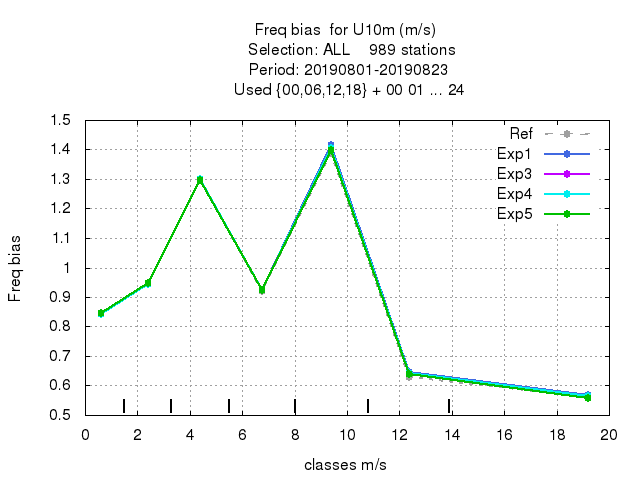 Freq bias for U10m (m/s)
Selection: ALL 989 stations
Period: 20190801-20190823
Used {00,06,12,18} + 00 01 ... 24
1.5
1.4
1.3
1.2
1.1
1
0.9
0.8
0.7
0.6
0.5
Freq bias
Ref
Exp1
Exp3
Exp4
Exp5
0 2 4 6 8 10 12 14 16 18 20
classes m/s